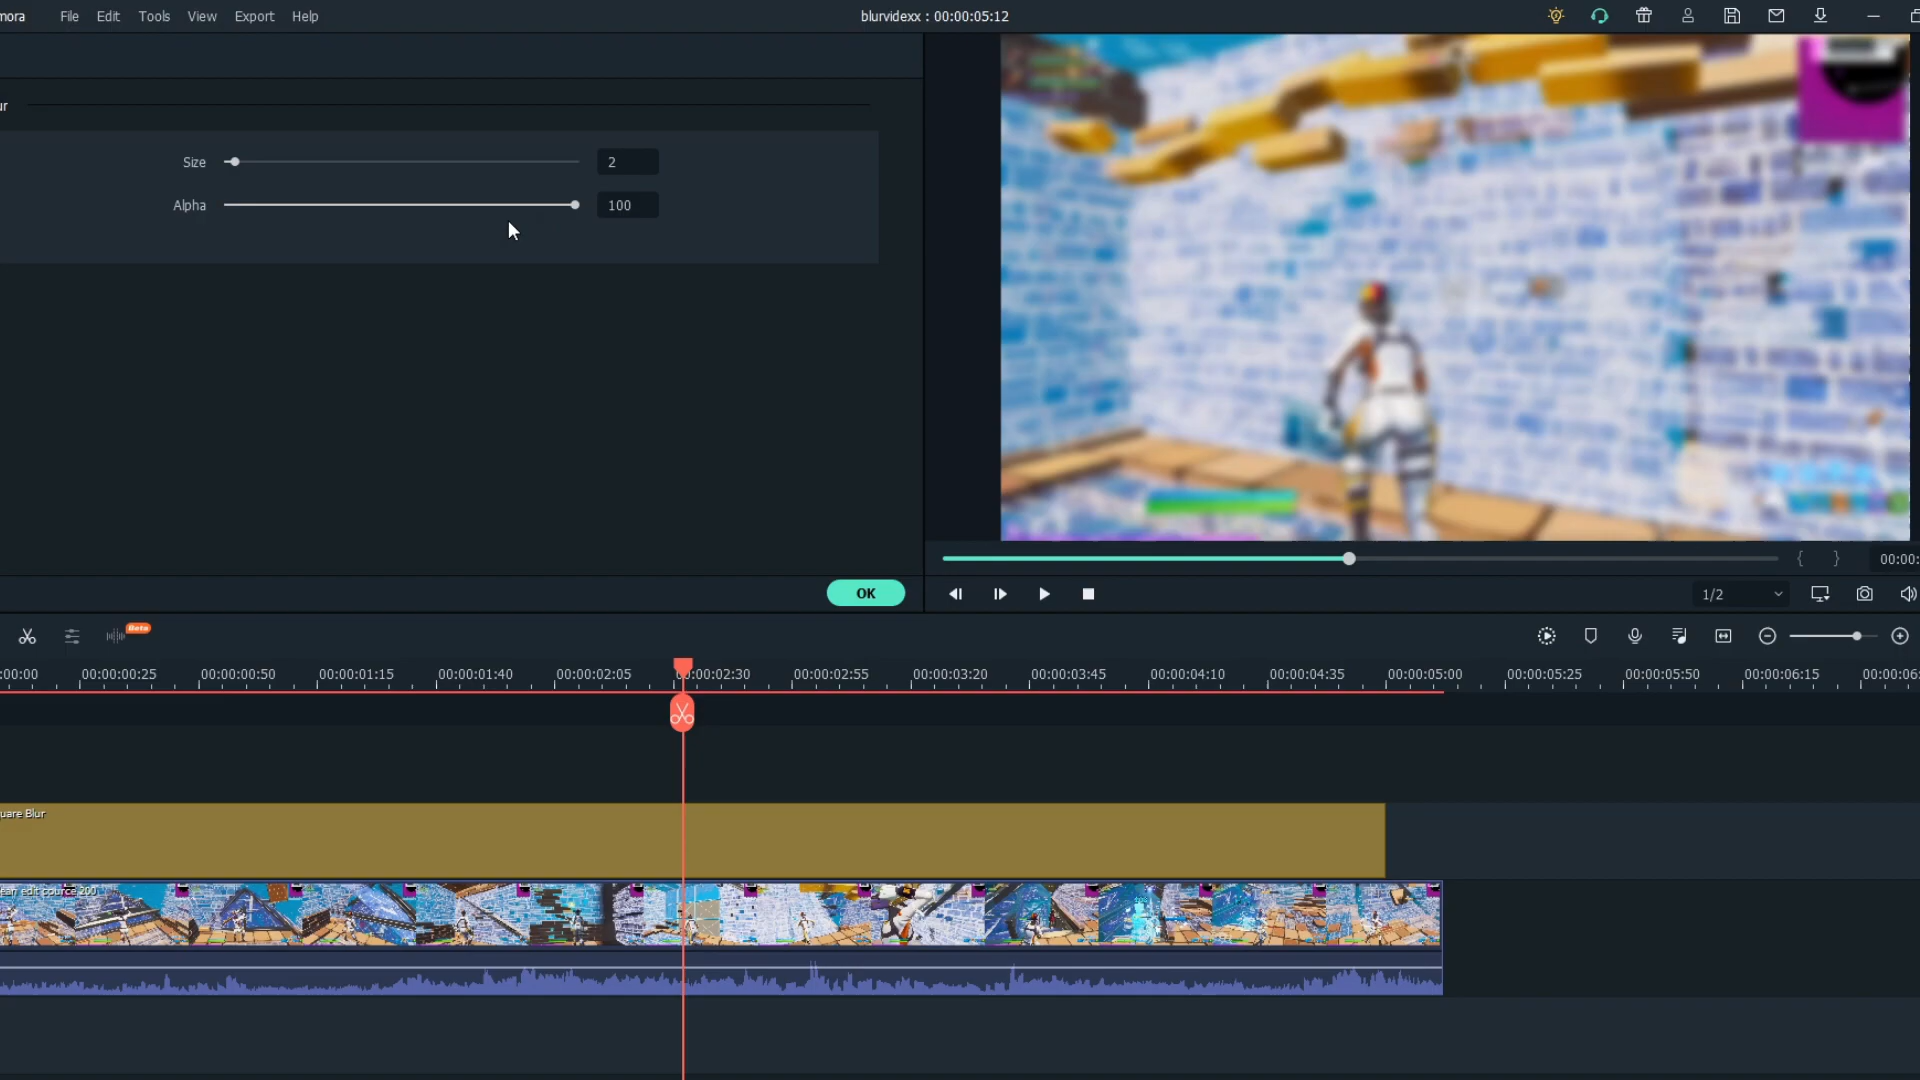 mora File Edit Tools View Export Help blurvidexx : 00:00:05:12
ur
Size 2
Alpha 100
OK
1/2
00:00:
Beta
:00:00 00:00:00:25 00:00:00:50 00:00:01:15 00:00:01:40 00:00:02:05 00:00:02:30 00:00:02:55 00:00:03:20 00:00:03:45 00:00:04:10 00:00:04:35 00:00:05:00 00:00:05:25 00:00:05:50 00:00:06:15 00:00:06:
uare Blur
ean edit cource 200